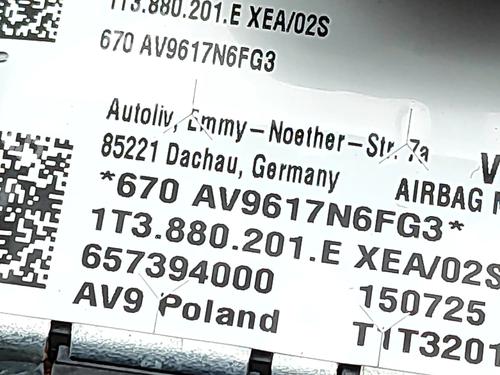 1T3.880.201.E XEA/02S
670 AV9617N6FG3
Autoliv, Emmy-Noether-Str. 7a
85221 Dachau, Germany
V
AIRBAG M
*670 AV9617N6FG3*
1T3.880.201.E XEA/02S
657394000
150725
AV9 Poland
T1T3201